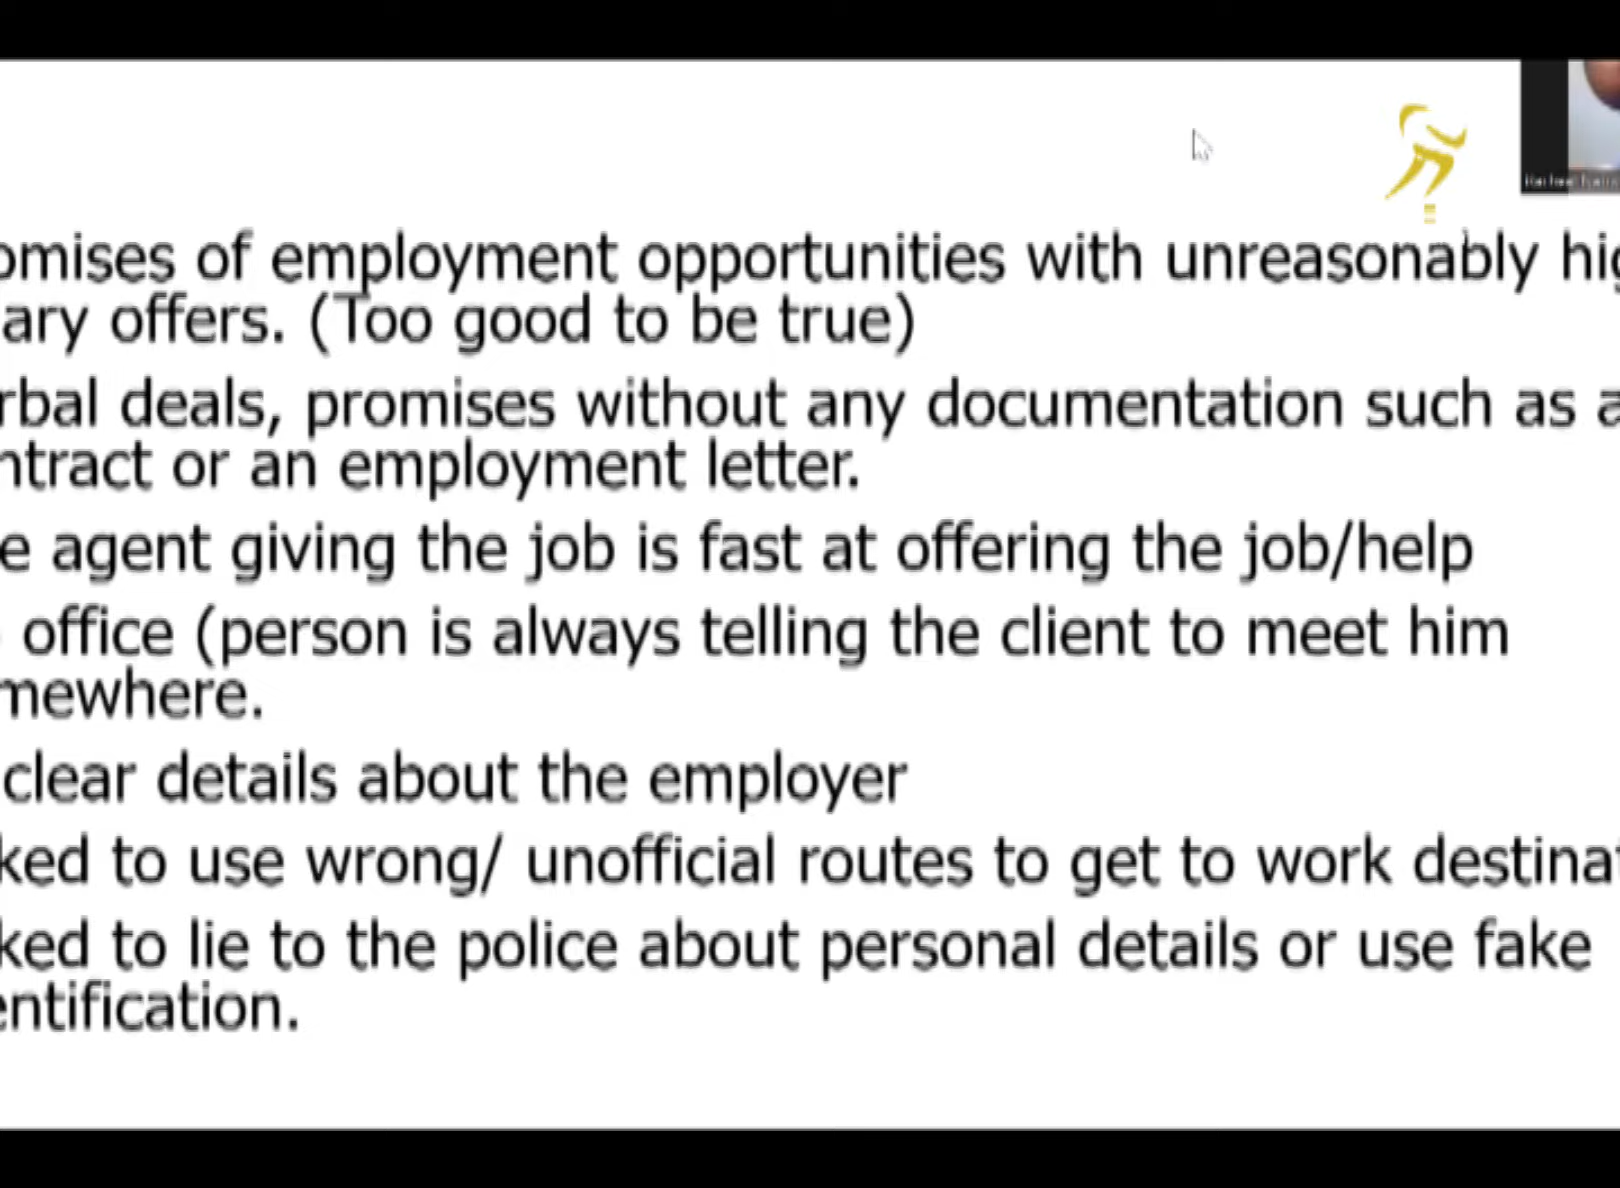 omises of employment opportunities with unreasonably hig
ary offers. (Too good to be true)
rbal deals, promises without any documentation such as a
ntract or an employment letter.
e agent giving the job is fast at offering the job/help
office (person is always telling the client to meet him
mewhere.
clear details about the employer
ked to use wrong/ unofficial routes to get to work destinat
ked to lie to the police about personal details or use fake
entification.